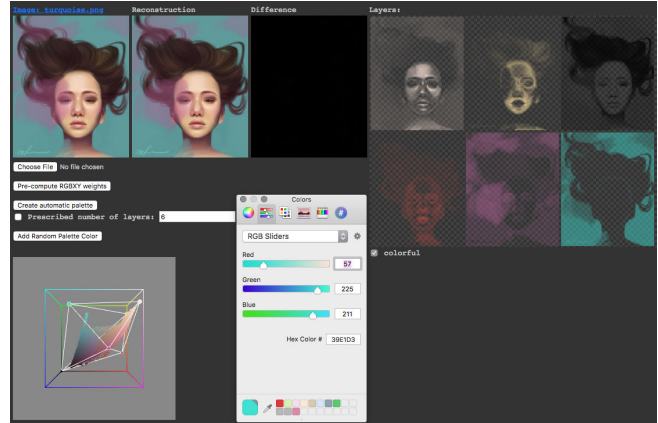 Image: turquoise.png
Reconstruction
Difference
Layers:
Choose File No file chosen
Pre-compute RGBXY weights
Create automatic palette
Prescribed number of layers: 6
Add Random Palette Color
colorful
Colors
#
RGB Sliders
Red
57
Green
225
Blue
211
Hex Color # 39E1D3